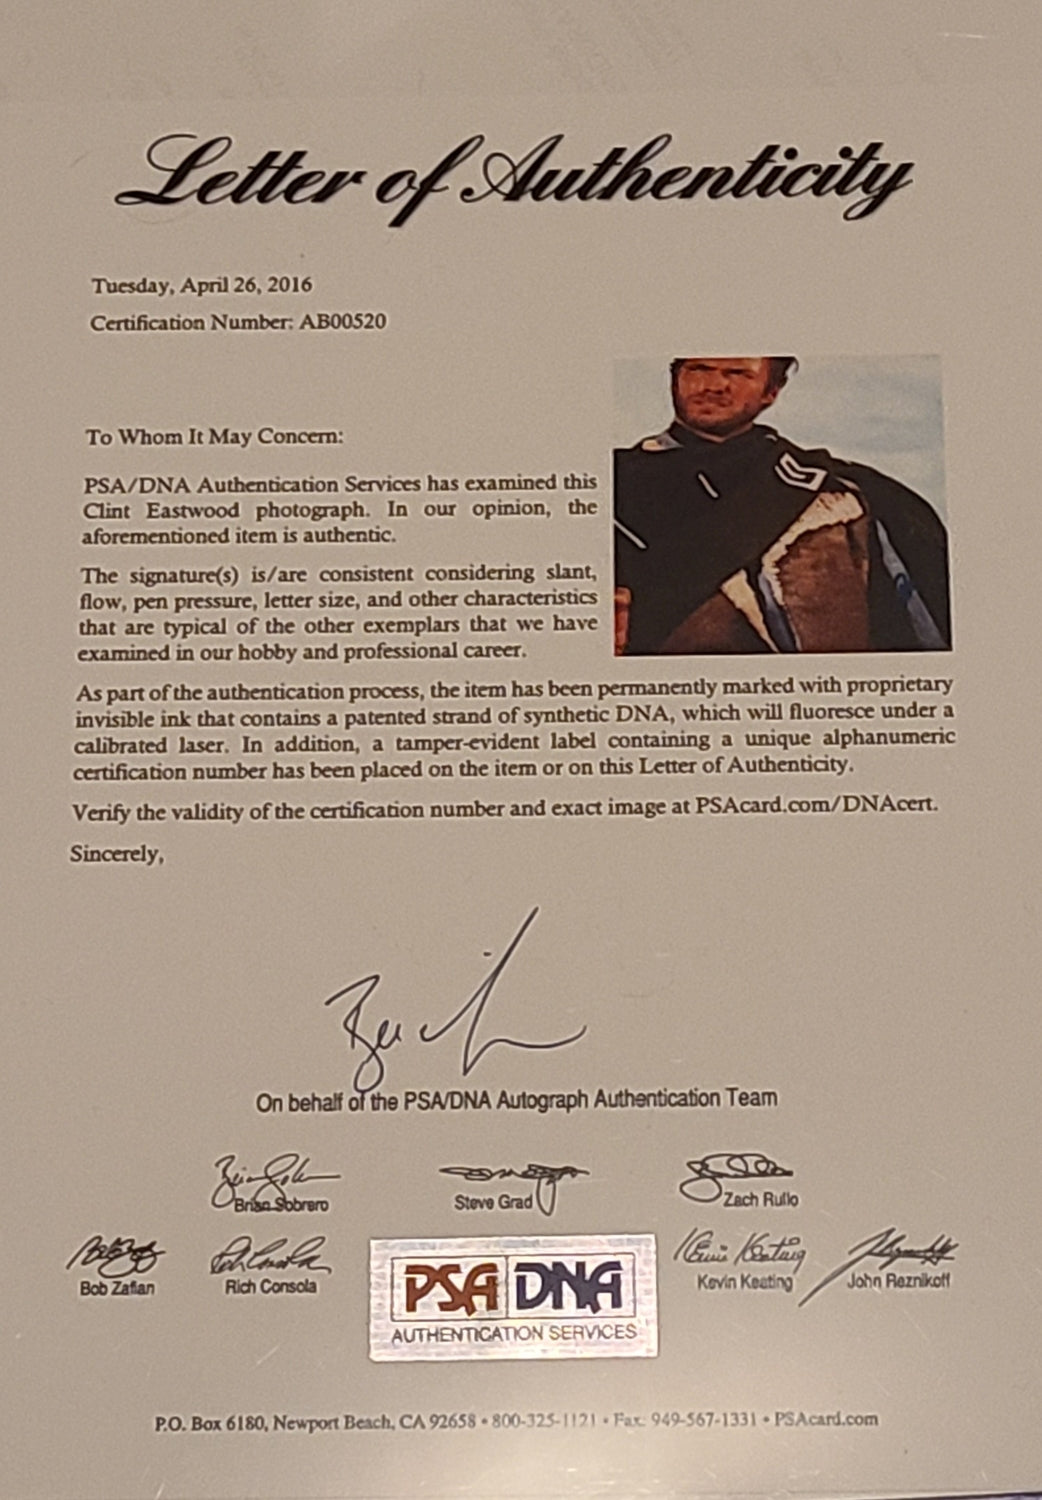 Letter of Authenticity
Tuesday, April 26, 2016
Certification Number: AB00520
To Whom It May Concern:
PSA/DNA Authentication Services has examined this
Clint Eastwood photograph. In our opinion, the
aforementioned item is authentic.
The signature(s) is/are consistent considering slant,
flow, pen pressure, letter size, and other characteristics
that are typical of the other exemplars that we have
examined in our hobby and professional career.
As part of the authentication process, the item has been permanently marked with proprietary
invisible ink that contains a patented strand of synthetic DNA, which will fluoresce under a
calibrated laser. In addition, a tamper-evident label containing a unique alphanumeric
certification number has been placed on the item or on this Letter of Authenticity.
Verify the validity of the certification number and exact image at PSAcard.com/DNAcert.
Sincerely,
On behalf of the PSA/DNA Autograph Authentication Team
Brian Sobrero
Steve Grad
Zach Rullo
Bob Zafian
Rich Consola
Kevin Keating
Kevin Keating
John Reznikoff
PSA DNA
AUTHENTICATION SERVICES
P.O. Box 6180, Newport Beach, CA 92658 • 800-325-1121 • Fax: 949-567-1331 • PSAcard.com